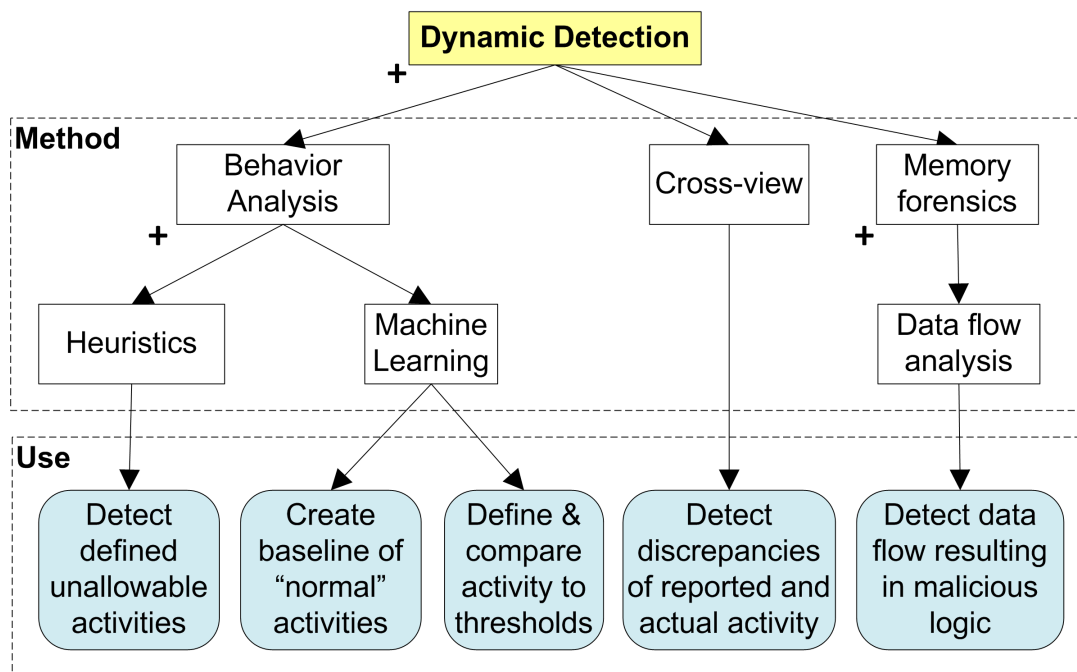 Dynamic Detection
+
Method
Behavior
Analysis
Cross-view
Memory
forensics
+
+
Heuristics
Machine
Learning
Data flow
analysis
Use
Detect
defined
unallowable
activities
Create
baseline of
“normal”
activities
Define &
compare
activity to
thresholds
Detect
discrepancies
of reported and
actual activity
Detect data
flow resulting
in malicious
logic